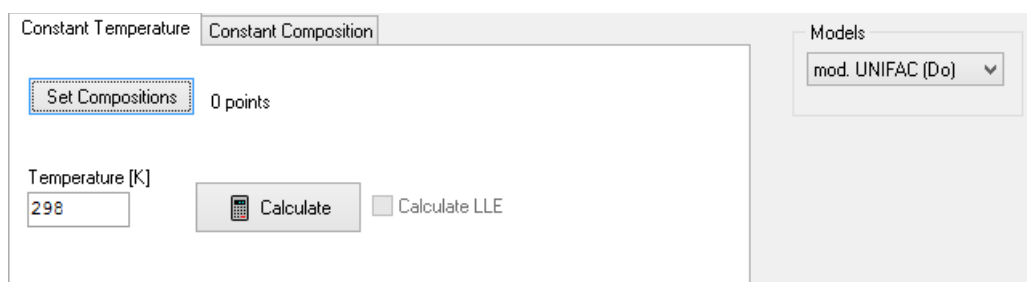 Constant Temperature
Constant Composition
Models
mod. UNIFAC (Do)
Set Compositions
0 points
Temperature [K]
298
Calculate
Calculate LLE